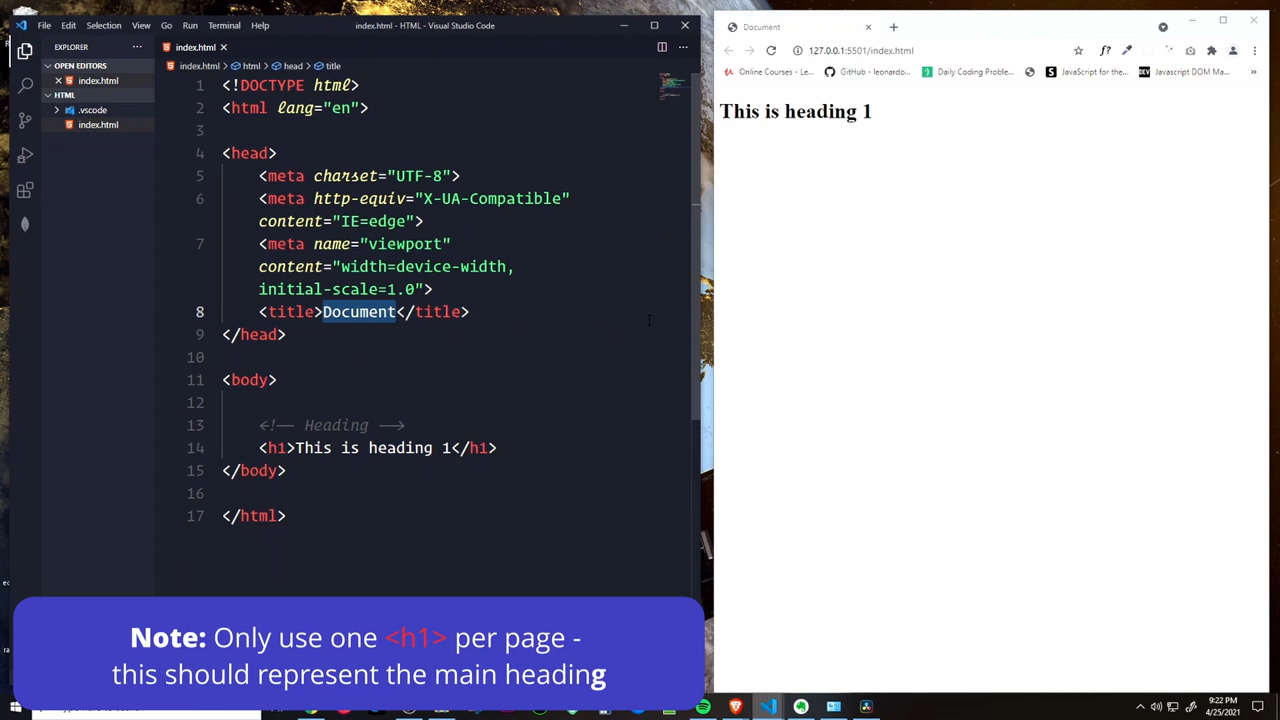 File Edit Selection View Go Run Terminal Help index.html - HTML - Visual Studio Code
EXPLORER
OPEN EDITORS
index.html
HTML
.vscode
index.html
index.html
index.html > html > head > title
1 <!DOCTYPE html>
2 <html lang="en">
3
4 <head>
5 <meta charset="UTF-8">
6 <meta http-equiv="X-UA-Compatible"
content="IE=edge">
7 <meta name="viewport"
content="width=device-width,
initial-scale=1.0">
8 <title>Document</title>
9 </head>
10
11 <body>
12
13 <!-- Heading -->
14 <h1>This is heading 1</h1>
15 </body>
16
17 </html>
Note: Only use one <h1> per page -
this should represent the main heading
Document
127.0.0.1:5501/index.html
f?
Online Courses - Le... GitHub - leonardo... Daily Coding Proble... JavaScript for the... DEV Javascript DOM Ma...
This is heading 1
9:22 PM
4/25/2021